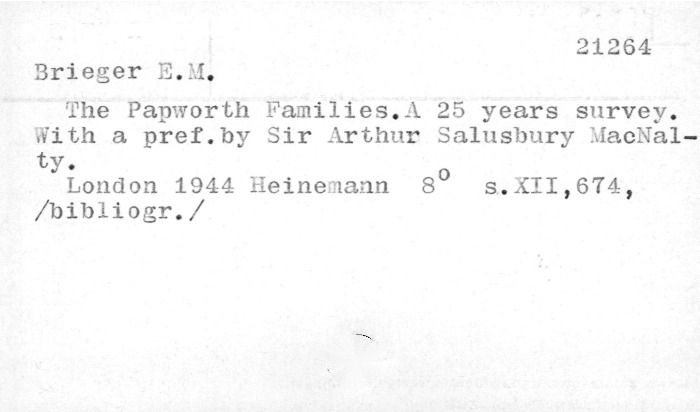 21264
Brieger E.M.
The Papworth Families.A 25 years survey.
With a pref.by Sir Arthur Salusbury MacNal-
ty.
London 1944 Heinemann 8⁰ s.XII,674,
/bibliogr./